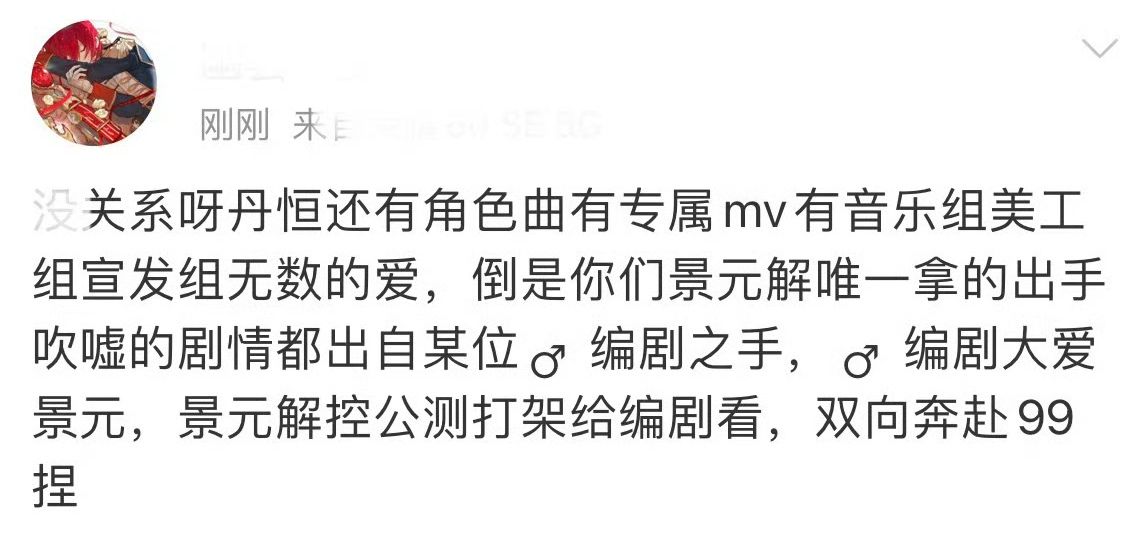 刚刚 来自
没关系呀丹恒还有角色曲有专属mv有音乐组美工
组宣发组无数的爱，倒是你们景元解唯一拿的出手
吹嘘的剧情都出自某位♂ 编剧之手，♂ 编剧大爱
景元，景元解控公测打架给编剧看，双向奔赴99
捏